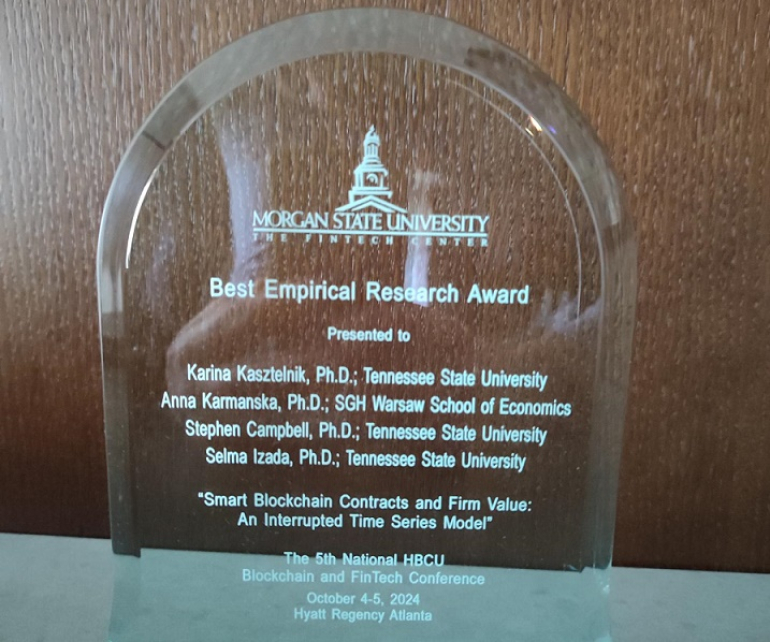 MORGAN STATE UNIVERSITY
THE FINTECH CENTER
Best Empirical Research Award
Presented to
Karina Kasztelnik, Ph.D.; Tennessee State University
Anna Karmanska, Ph.D.; SGH Warsaw School of Economics
Stephen Campbell, Ph.D.; Tennessee State University
Selma Izada, Ph.D.; Tennessee State University
"Smart Blockchain Contracts and Firm Value:
An Interrupted Time Series Model"
The 5th National HBCU
Blockchain and FinTech Conference
October 4-5, 2024
Hyatt Regency Atlanta